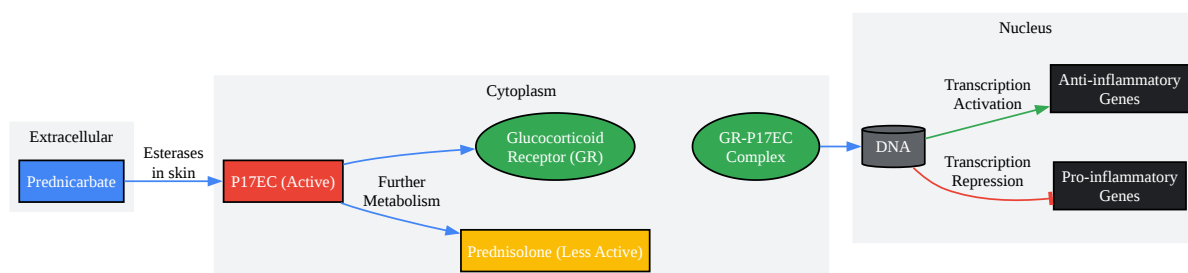 Extracellular
Prednicarbate
Esterases
in skin
Cytoplasm
P17EC (Active)
Glucocorticoid
Receptor (GR)
Further
Metabolism
Prednisolone (Less Active)
GR-P17EC
Complex
Nucleus
DNA
Transcription
Activation
Anti-inflammatory
Genes
Transcription
Repression
Pro-inflammatory
Genes